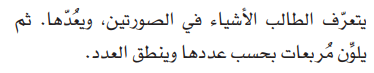 يتعرّف الطالب الأشياء في الصورتين، ويعُدّها. ثم
يلوِّن مُربعات بحسب عددها وينطق العدد.